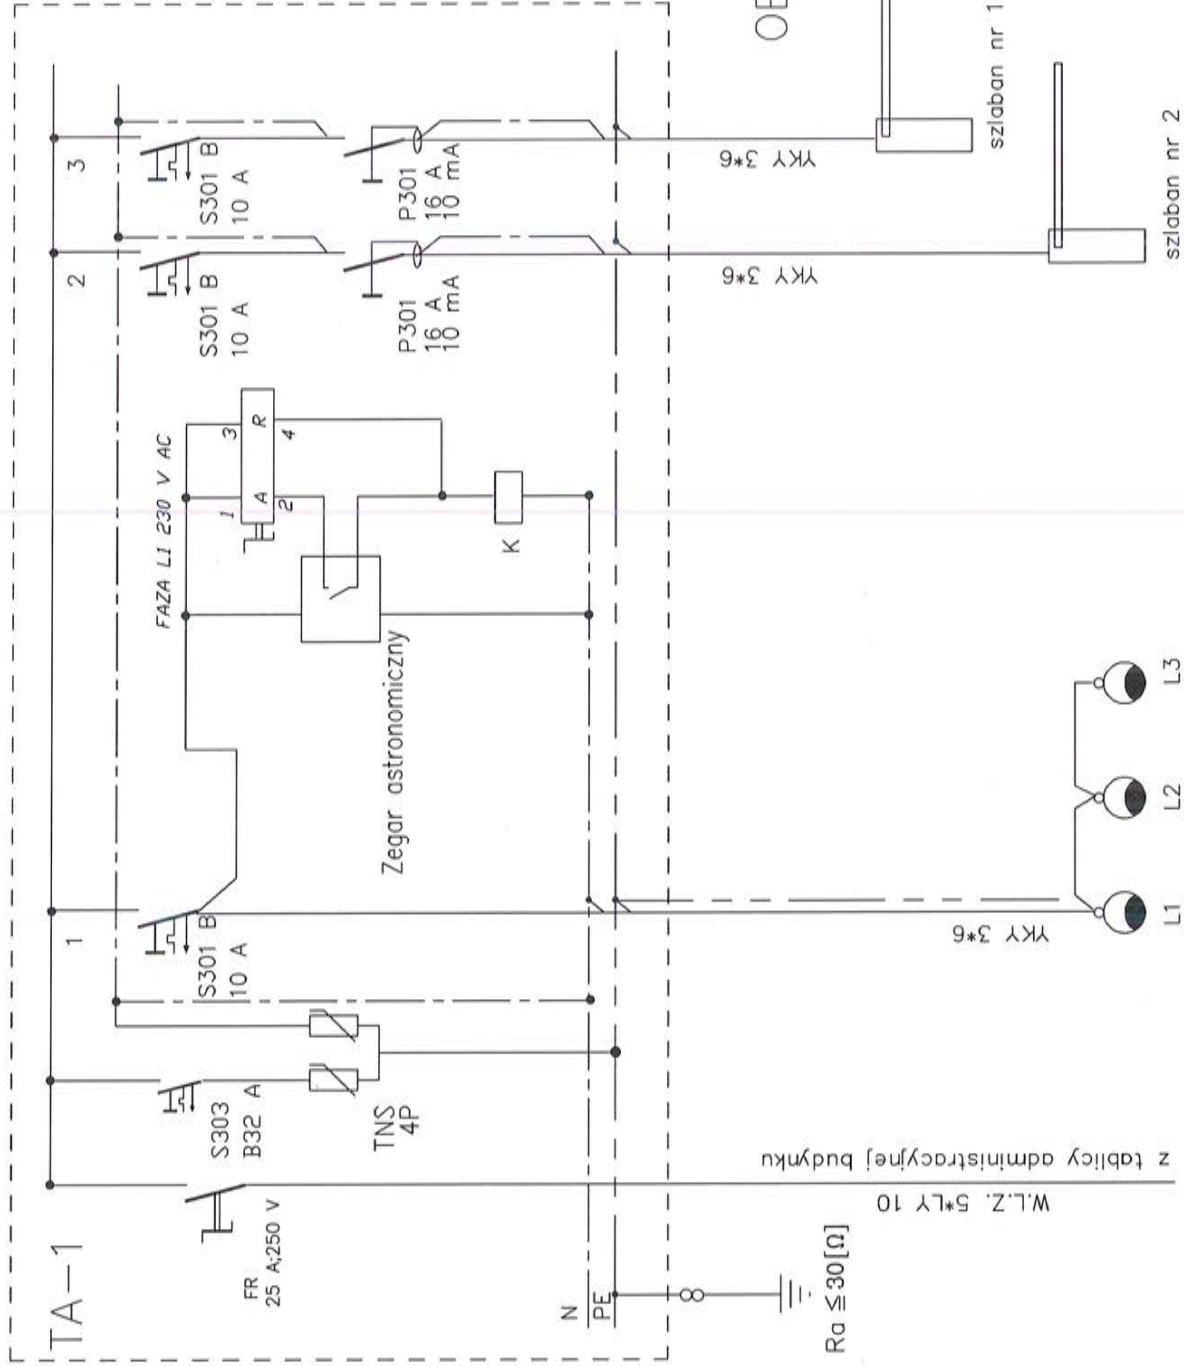 TA-1
FR
25 A;250 V
S303
B32 A
TNS
4P
1
S301 B
10 A
FAZA L1 230 V AC
1
3
A
R
2
4
K
Zegar astronomiczny
2
S301 B
10 A
P301
16 A
10 mA
3
S301 B
10 A
P301
16 A
10 mA
N
PE
Ra ≦30[Ω]
W.L.Z. 5*LY 10
z tablicy administracyjnej budynku
YKY 3*6
YKY 3*6
YKY 3*6
L1
L2
L3
szlaban nr 2
szlaban nr 1